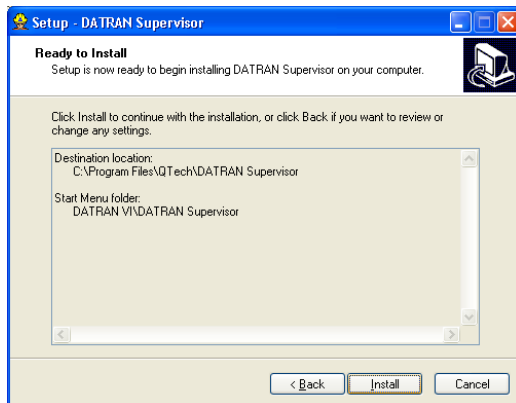 Setup - DATRAN Supervisor
Ready to Install
Setup is now ready to begin installing DATRAN Supervisor on your computer.
Click Install to continue with the installation, or click Back if you want to review or
change any settings.
Destination location:
C:\Program Files\QTech\DATRAN Supervisor
Start Menu folder:
DATRAN VI\DATRAN Supervisor
< Back
Install
Cancel